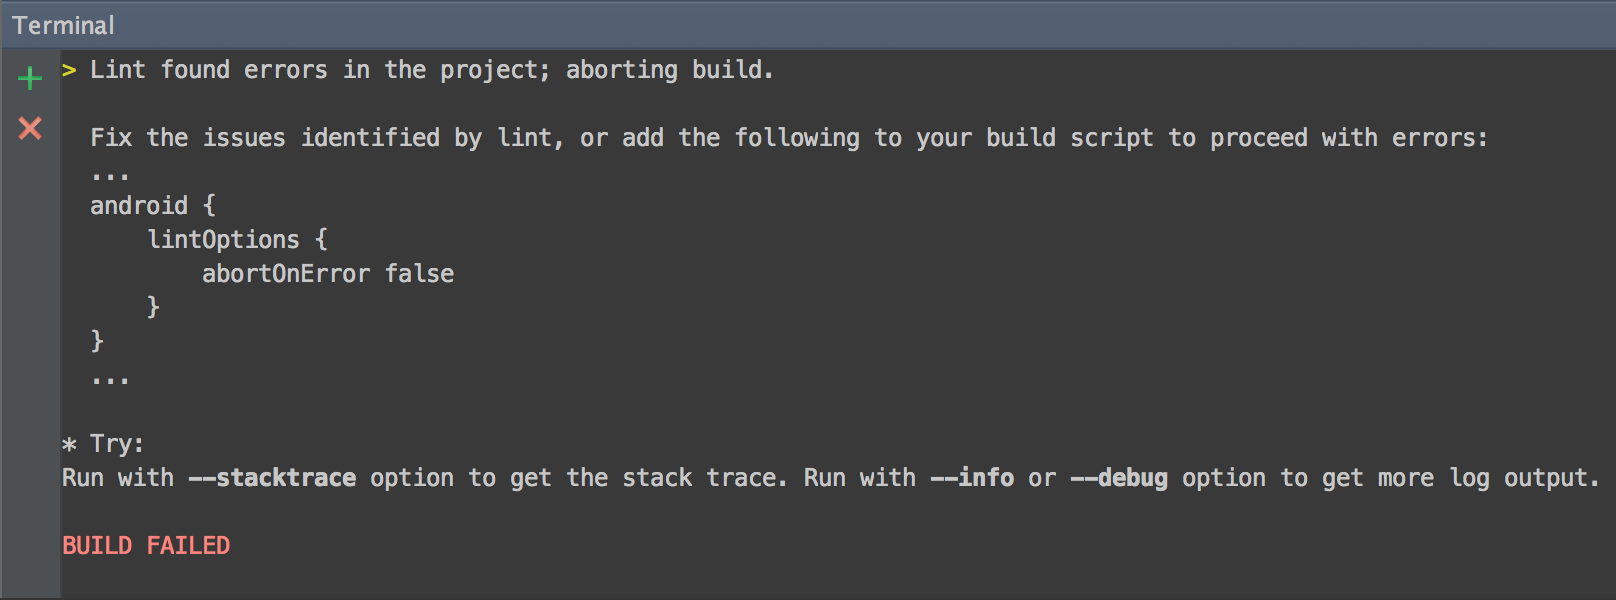 Terminal
> Lint found errors in the project; aborting build.
Fix the issues identified by lint, or add the following to your build script to proceed with errors:
...
android {
lintOptions {
abortOnError false
}
}
...
* Try:
Run with --stacktrace option to get the stack trace. Run with --info or --debug option to get more log output.
BUILD FAILED